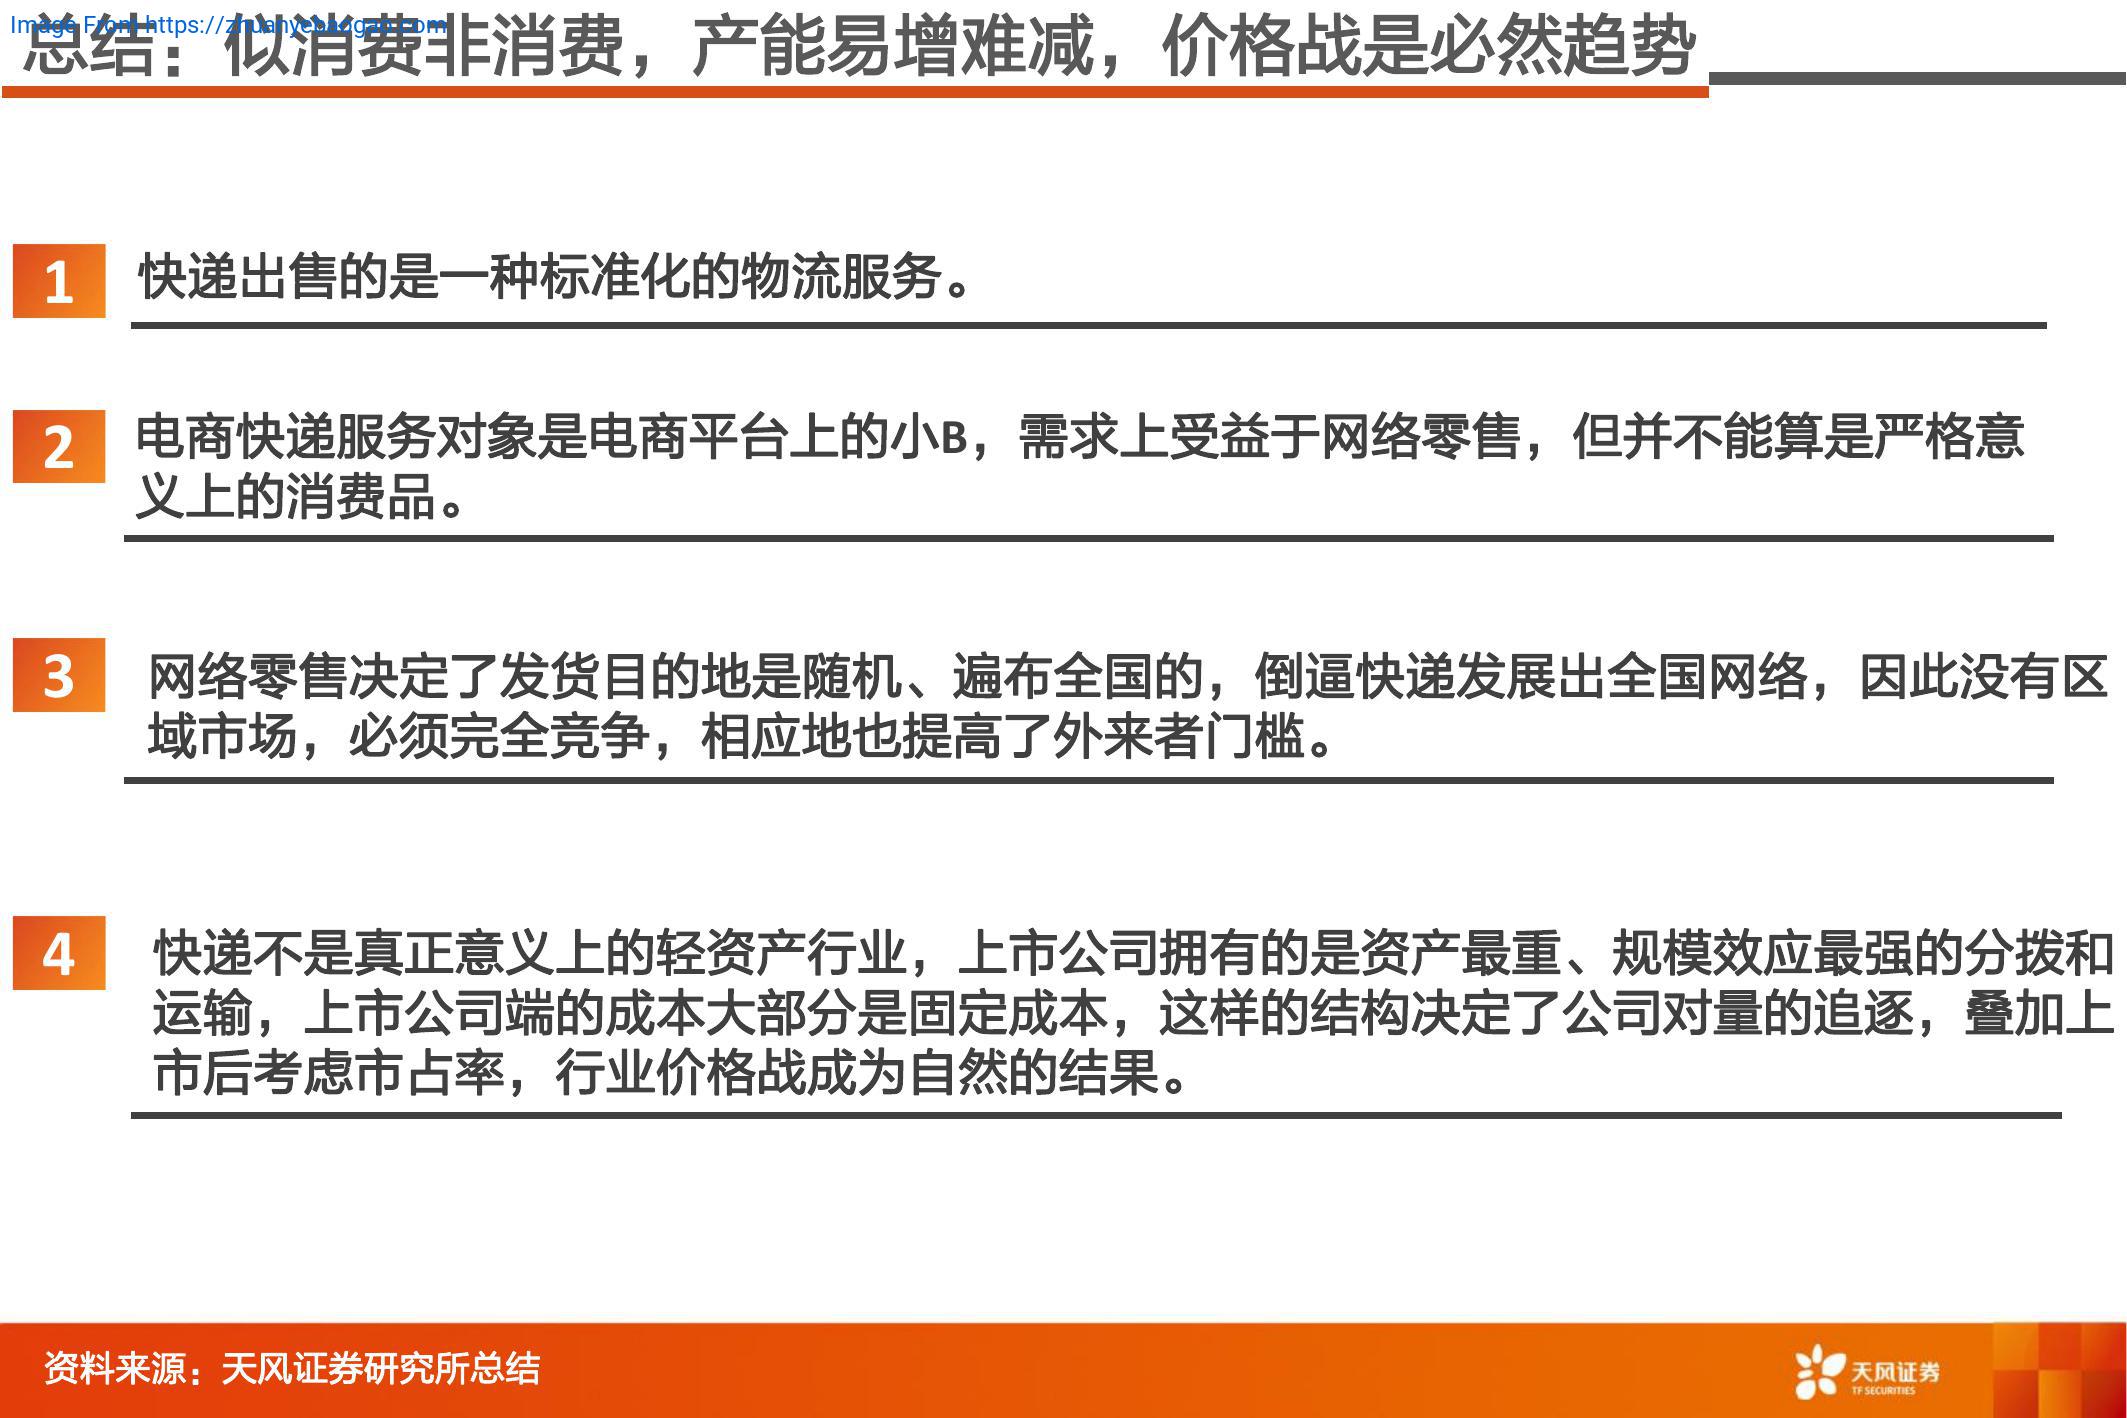 Image From https://zhuanyebaogao.com
总结：似消费非消费，产能易增难减，价格战是必然趋势
1
快递出售的是一种标准化的物流服务。
2
电商快递服务对象是电商平台上的小B，需求上受益于网络零售，但并不能算是严格意
义上的消费品。
3
网络零售决定了发货目的地是随机、遍布全国的，倒逼快递发展出全国网络，因此没有区
域市场，必须完全竞争，相应地也提高了外来者门槛。
4
快递不是真正意义上的轻资产行业，上市公司拥有的是资产最重、规模效应最强的分拨和
运输，上市公司端的成本大部分是固定成本，这样的结构决定了公司对量的追逐，叠加上
市后考虑市占率，行业价格战成为自然的结果。
资料来源：天风证券研究所总结
天风证券
TF SECURITIES